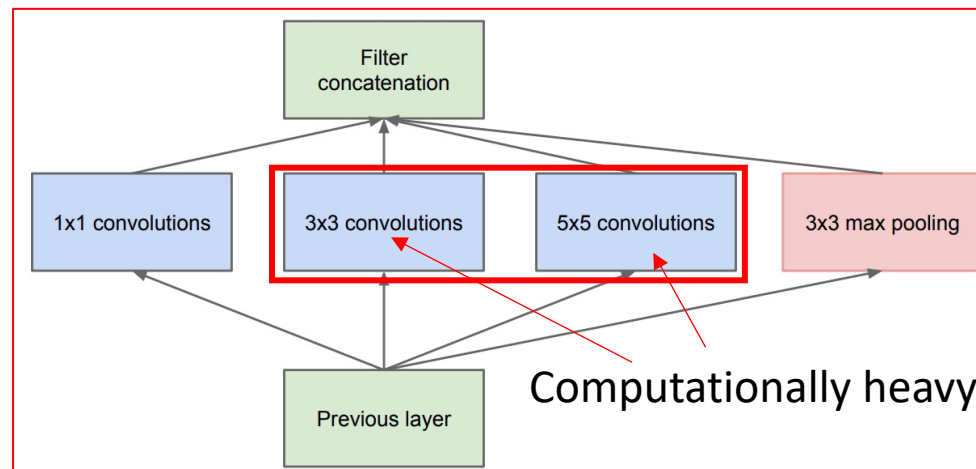 Filter
concatenation
1x1 convolutions
3x3 convolutions
5x5 convolutions
3x3 max pooling
Computationally heavy
Previous layer